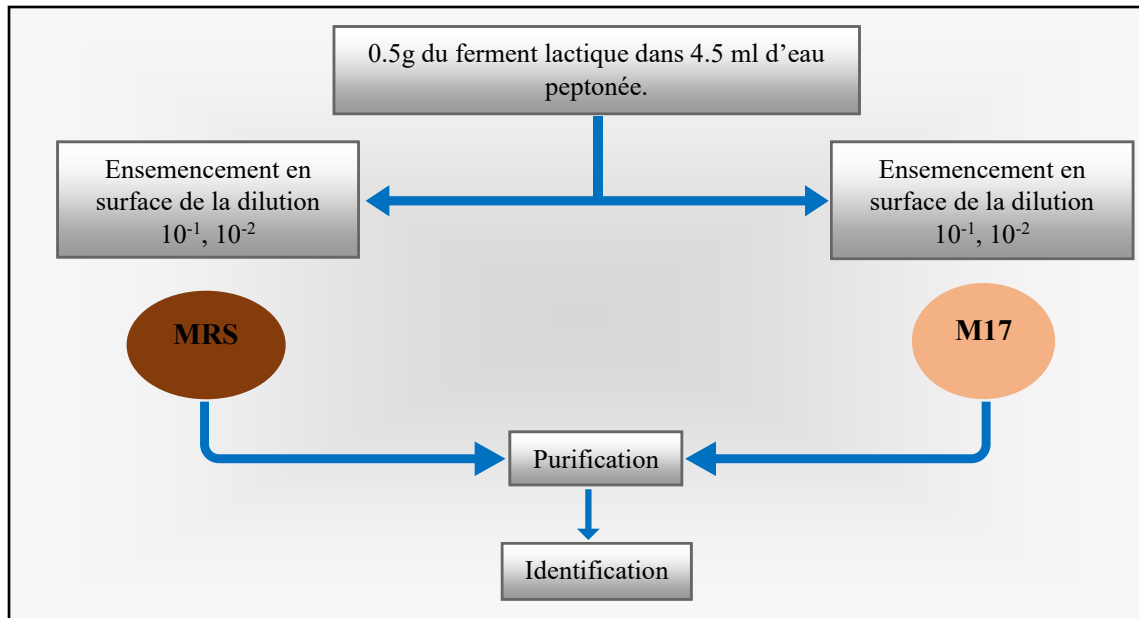 0.5g du ferment lactique dans 4.5 ml d’eau
peptonée.
Ensemencement en
surface de la dilution
10⁻¹, 10⁻²
Ensemencement en
surface de la dilution
10⁻¹, 10⁻²
MRS
M17
Purification
Identification